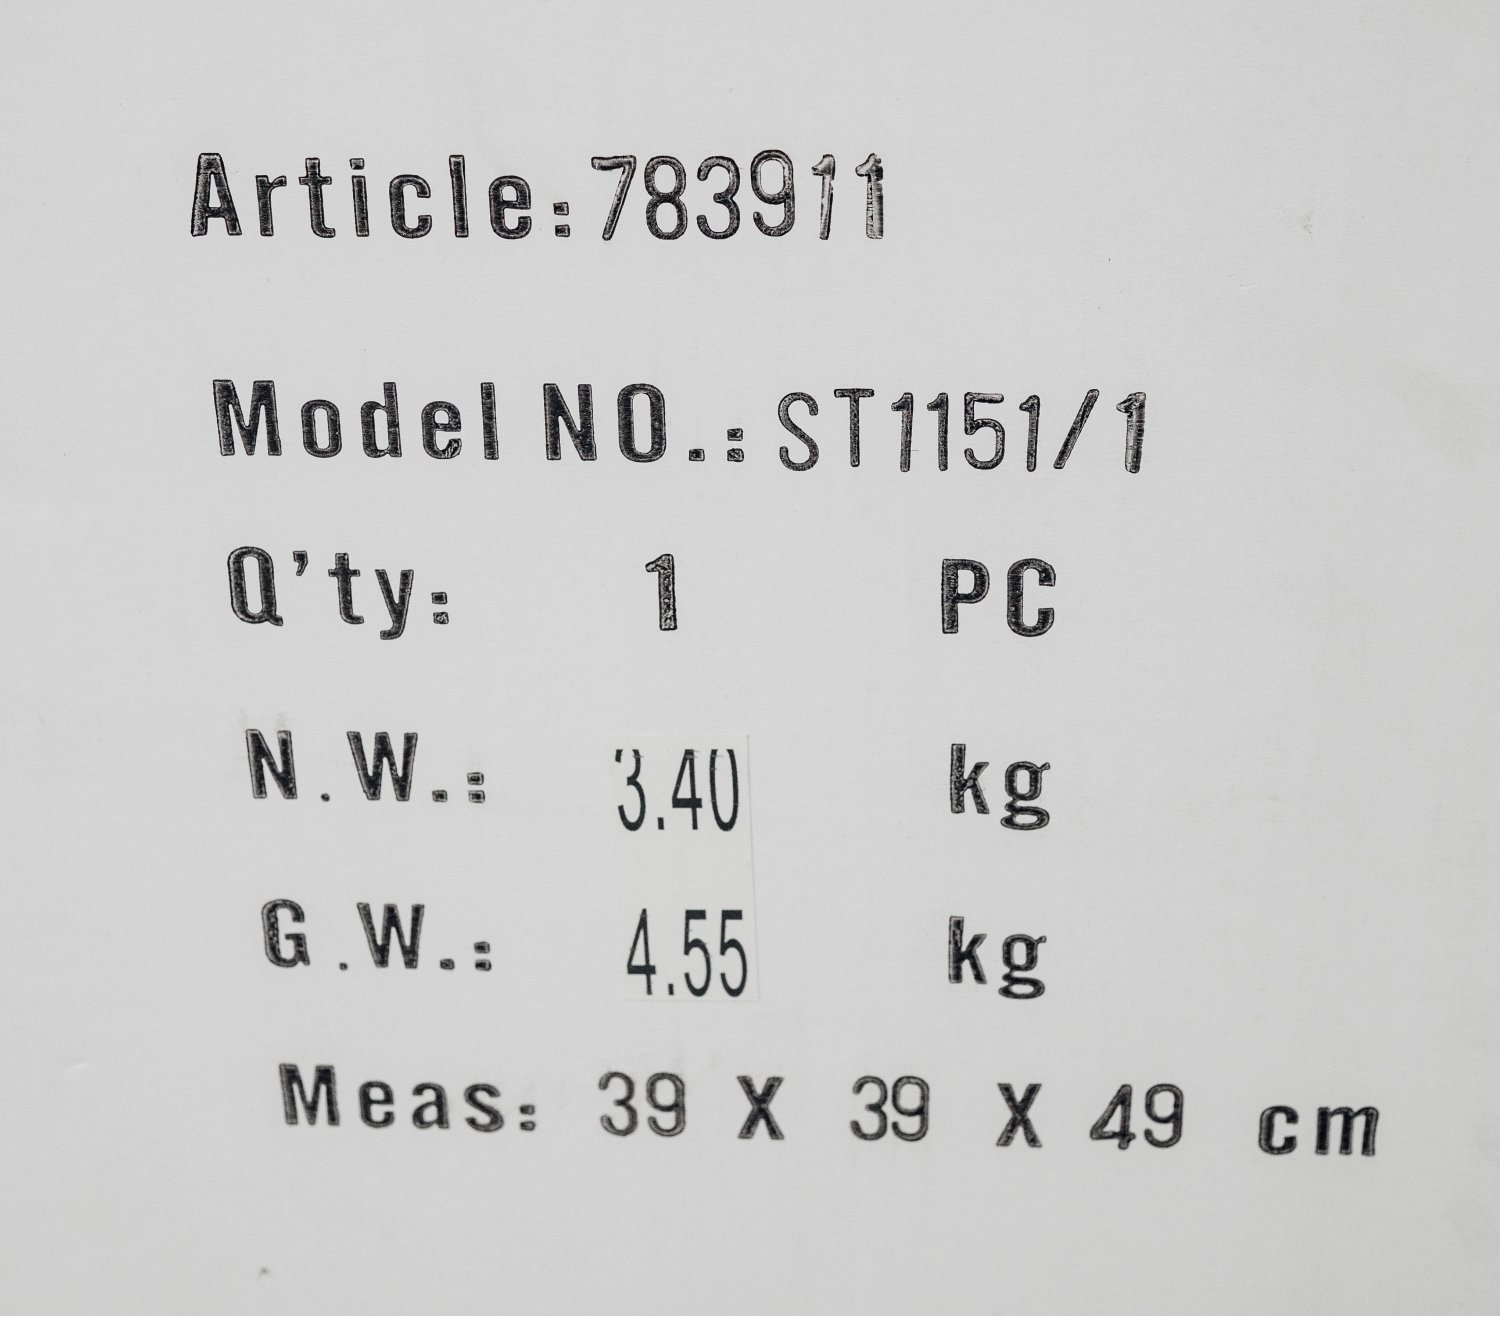 Article:783911
Model NO.:ST1151/1
Q'ty: 1 PC
N.W.: 3.40 kg
G.W.: 4.55 kg
Meas: 39 X 39 X 49 cm